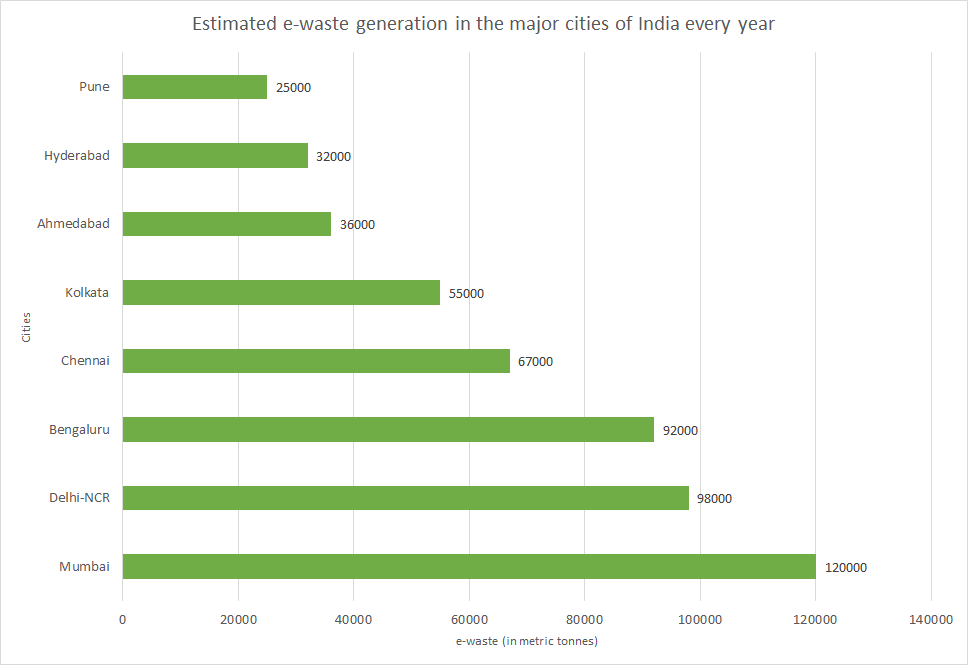 Estimated e-waste generation in the major cities of India every year
Pune 25000
Hyderabad 32000
Ahmedabad 36000
Kolkata 55000
Cities
Chennai 67000
Bengaluru 92000
Delhi-NCR 98000
Mumbai 120000
0 20000 40000 60000 80000 100000 120000 140000
e-waste (in metric tonnes)